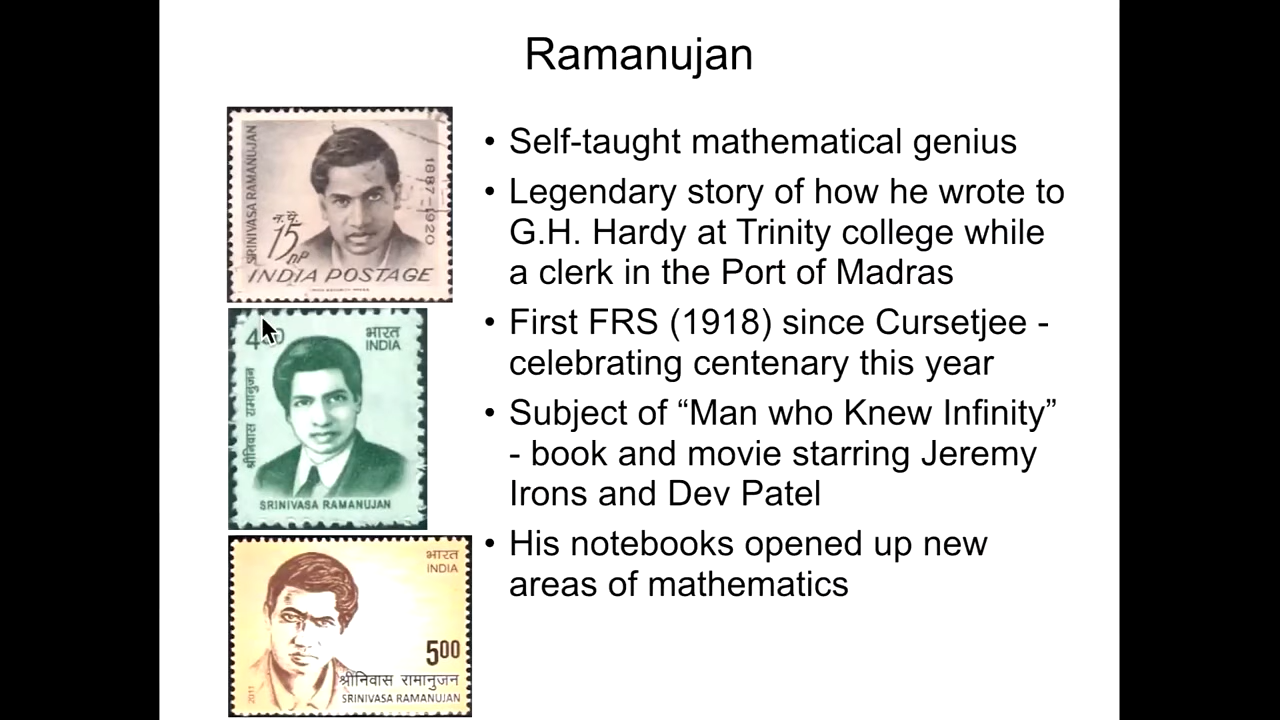 Ramanujan
SRINIVASA RAMANUJAN
1887-1920
न.पै.
15
nP
INDIA POSTAGE
भारत
INDIA
श्रीनिवास रामानुजन
SRINIVASA RAMANUJAN
भारत
INDIA
500
श्रीनिवास रामानुजन
SRINIVASA RAMANUJAN
2011
• Self-taught mathematical genius
• Legendary story of how he wrote to
G.H. Hardy at Trinity college while
a clerk in the Port of Madras
• First FRS (1918) since Cursetjee -
celebrating centenary this year
• Subject of “Man who Knew Infinity”
- book and movie starring Jeremy
Irons and Dev Patel
• His notebooks opened up new
areas of mathematics